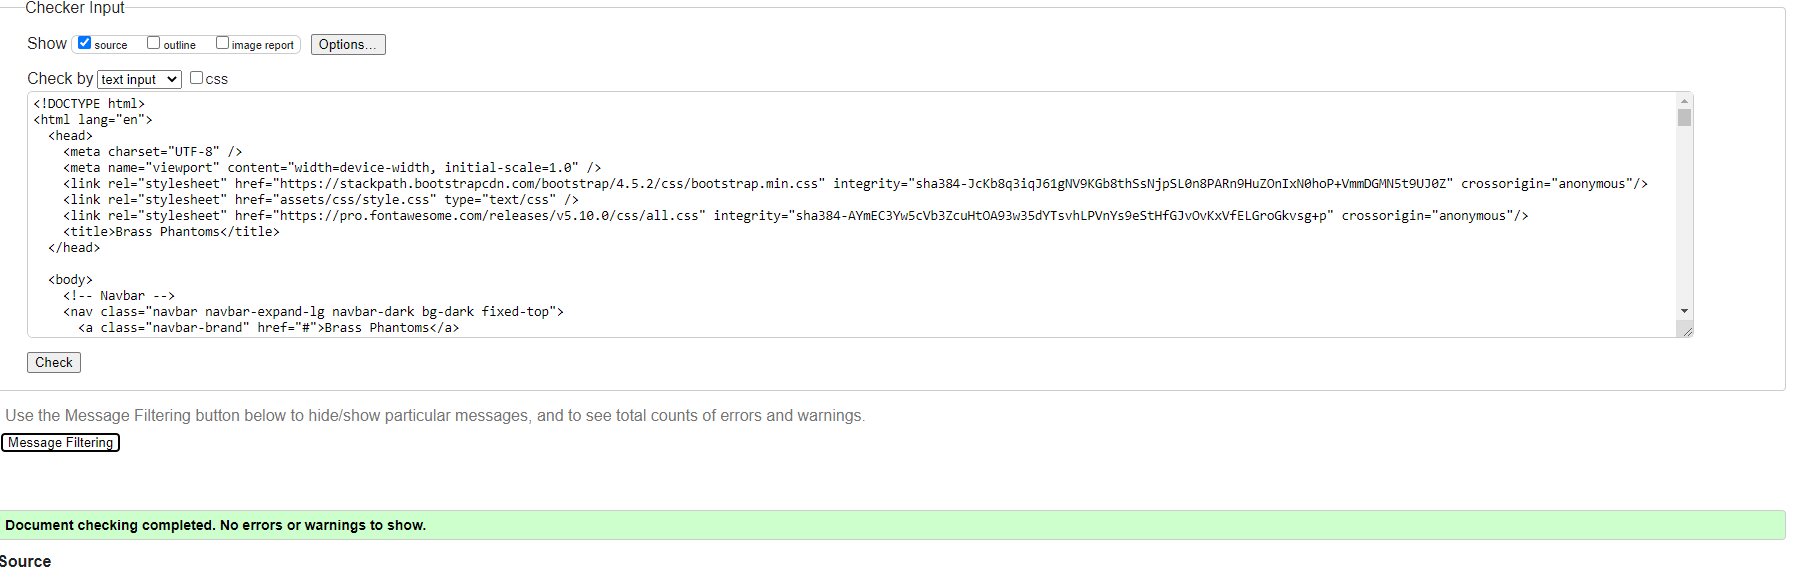 Checker Input
Show source outline image report Options...
Check by text input css
<!DOCTYPE html>
<html lang="en">
<head>
<meta charset="UTF-8" />
<meta name="viewport" content="width=device-width, initial-scale=1.0" />
<link rel="stylesheet" href="https://stackpath.bootstrapcdn.com/bootstrap/4.5.2/css/bootstrap.min.css" integrity="sha384-JcKb8q3iqJ61gNV9KGb8thSsNjpSL0n8PARn9HuZOnIxN0hoP+VmmDGMN5t9UJ0Z" crossorigin="anonymous"/>
<link rel="stylesheet" href="assets/css/style.css" type="text/css" />
<link rel="stylesheet" href="https://pro.fontawesome.com/releases/v5.10.0/css/all.css" integrity="sha384-AYmEC3Yw5cVb3ZcuHtOA93w35dYTsvhLPVnYs9eStHfGJvOvKxVfELGroGkvsg+p" crossorigin="anonymous"/>
<title>Brass Phantoms</title>
</head>
<body>
<!-- Navbar -->
<nav class="navbar navbar-expand-lg navbar-dark bg-dark fixed-top">
<a class="navbar-brand" href="#">Brass Phantoms</a>
Check
Use the Message Filtering button below to hide/show particular messages, and to see total counts of errors and warnings.
Message Filtering
Document checking completed. No errors or warnings to show.
Source